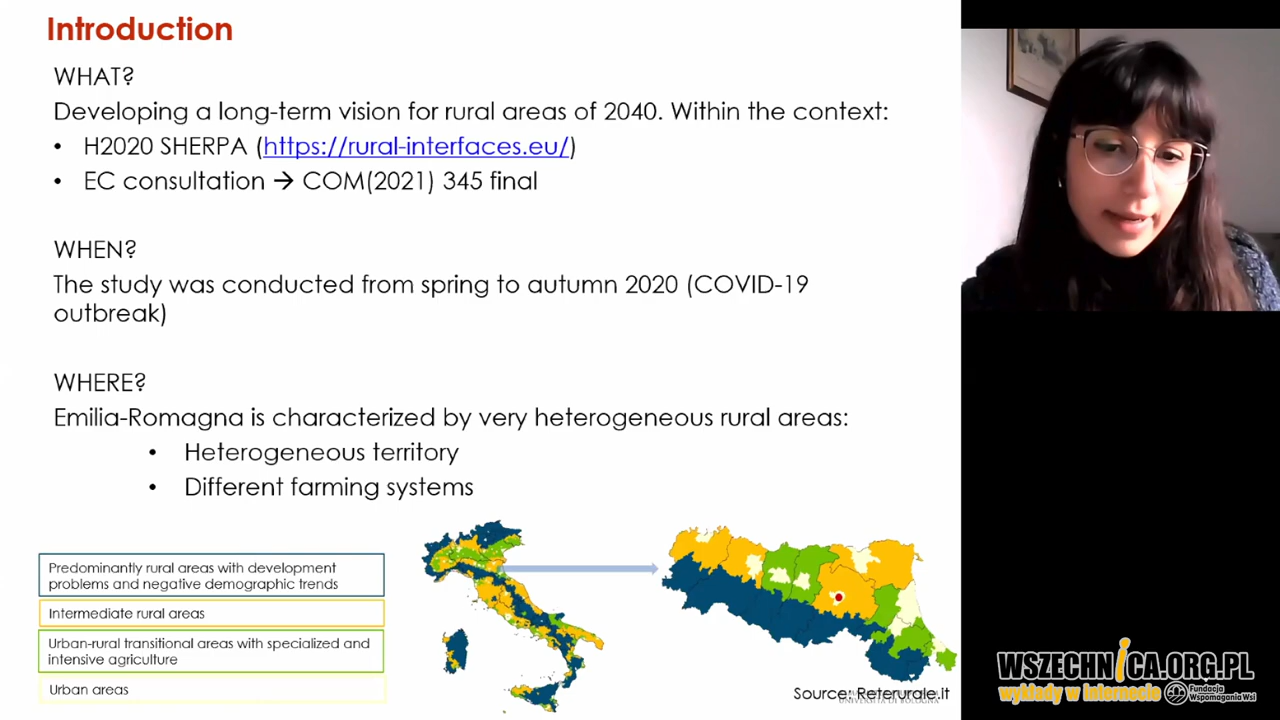 Introduction
WHAT?
Developing a long-term vision for rural areas of 2040. Within the context:
• H2020 SHERPA (https://rural-interfaces.eu/)
• EC consultation → COM(2021) 345 final
WHEN?
The study was conducted from spring to autumn 2020 (COVID-19
outbreak)
WHERE?
Emilia-Romagna is characterized by very heterogeneous rural areas:
• Heterogeneous territory
• Different farming systems
Predominantly rural areas with development
problems and negative demographic trends
Intermediate rural areas
Urban-rural transitional areas with specialized and
intensive agriculture
Urban areas
Source: Reterurale.it
UNIVERSITÀ DI BOLOGNA
WSZECHNICA.ORG.PL
wykłady w internecie
Fundacja
Wspomagania Wsi